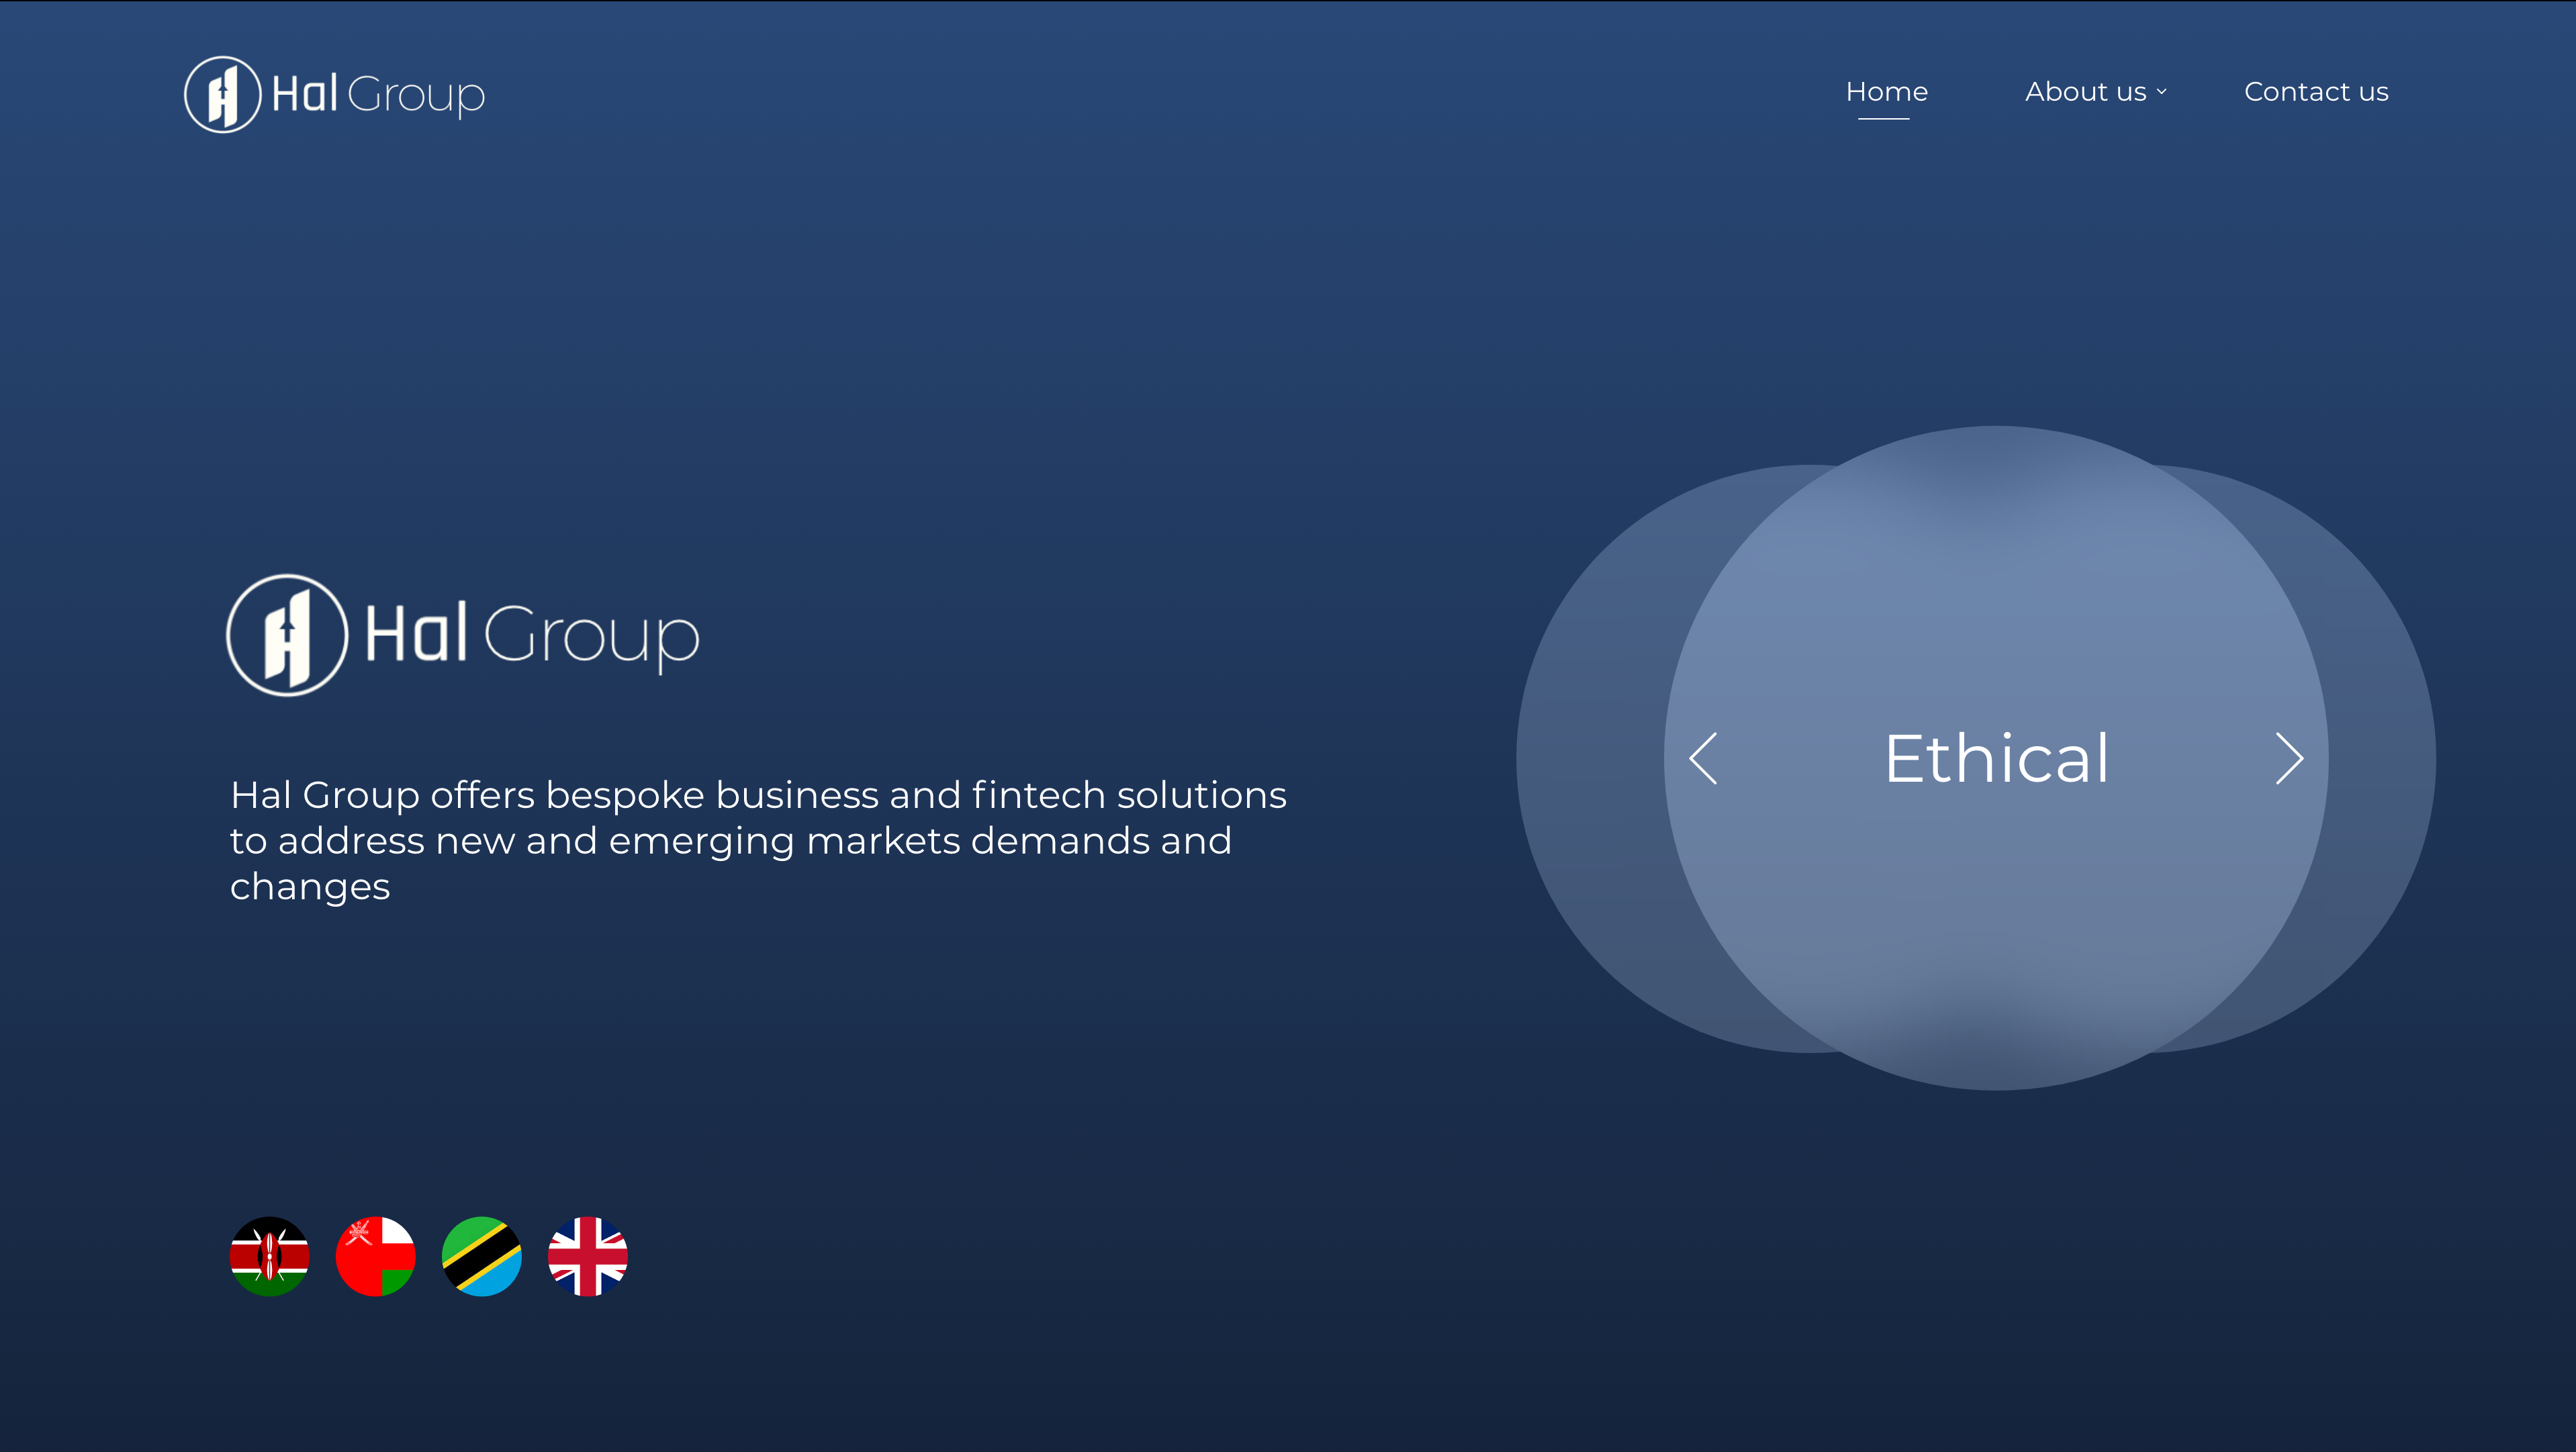 Hal Group
Home
About us
Contact us
Hal Group
Hal Group offers bespoke business and fintech solutions
to address new and emerging markets demands and
changes
Ethical